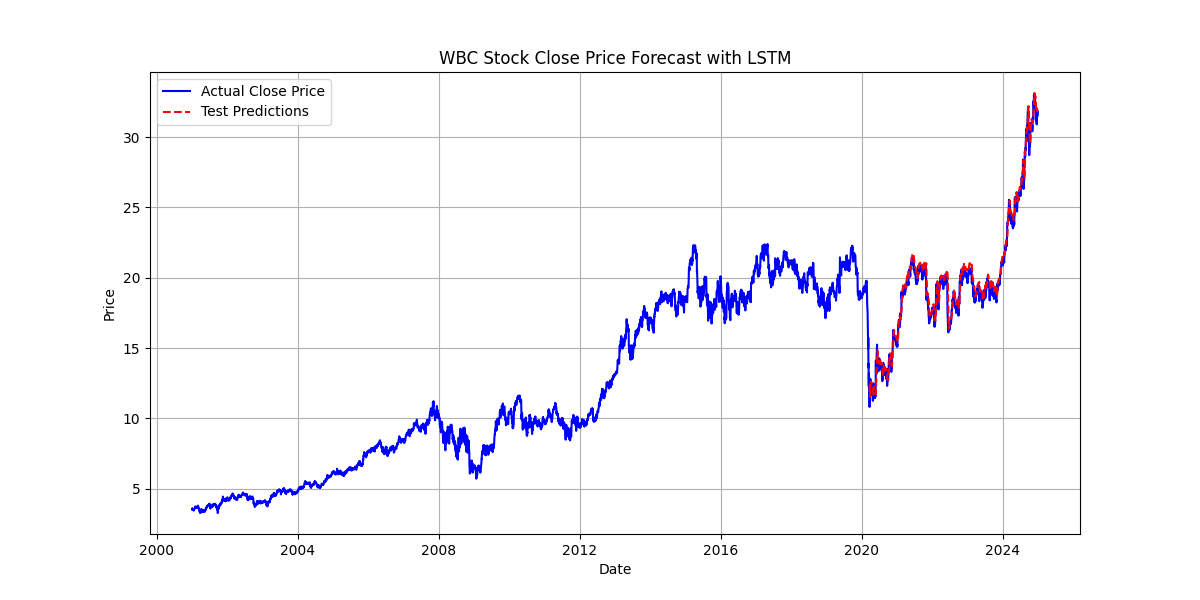 WBC Stock Close Price Forecast with LSTM
Actual Close Price
Test Predictions
Price
30
25
20
15
10
5
2000 2004 2008 2012 2016 2020 2024
Date